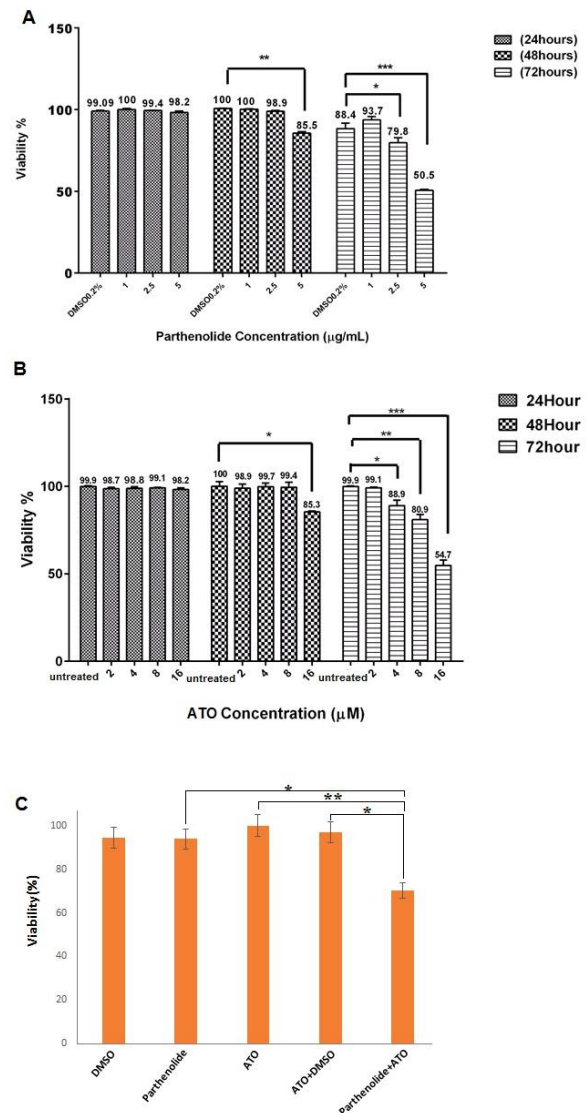 A
Viability %
150
100
50
0
99.09 100 99.4 98.2
100 100 98.9 85.5
88.4 93.7 79.8 50.5
**
***
*
(24hours)
(48hours)
(72hours)
DMSO0.2% 1 2.5 5 DMSO0.2% 1 2.5 5 DMSO0.2% 1 2.5 5
Parthenolide Concentration (μg/mL)
B
Viability %
150
100
50
0
99.9 98.7 98.8 99.1 98.2
100 98.9 99.7 99.4 85.3
99.9 99.1 88.9 80.9 54.7
*
***
**
*
24Hour
48Hour
72hour
untreated 2 4 8 16 untreated 2 4 8 16 untreated 2 4 8 16
ATO Concentration (μM)
C
Viability(%)
100
80
60
40
20
0
*
**
*
DMSO Parthenolide ATO ATO+DMSO Parthenolide+ATO